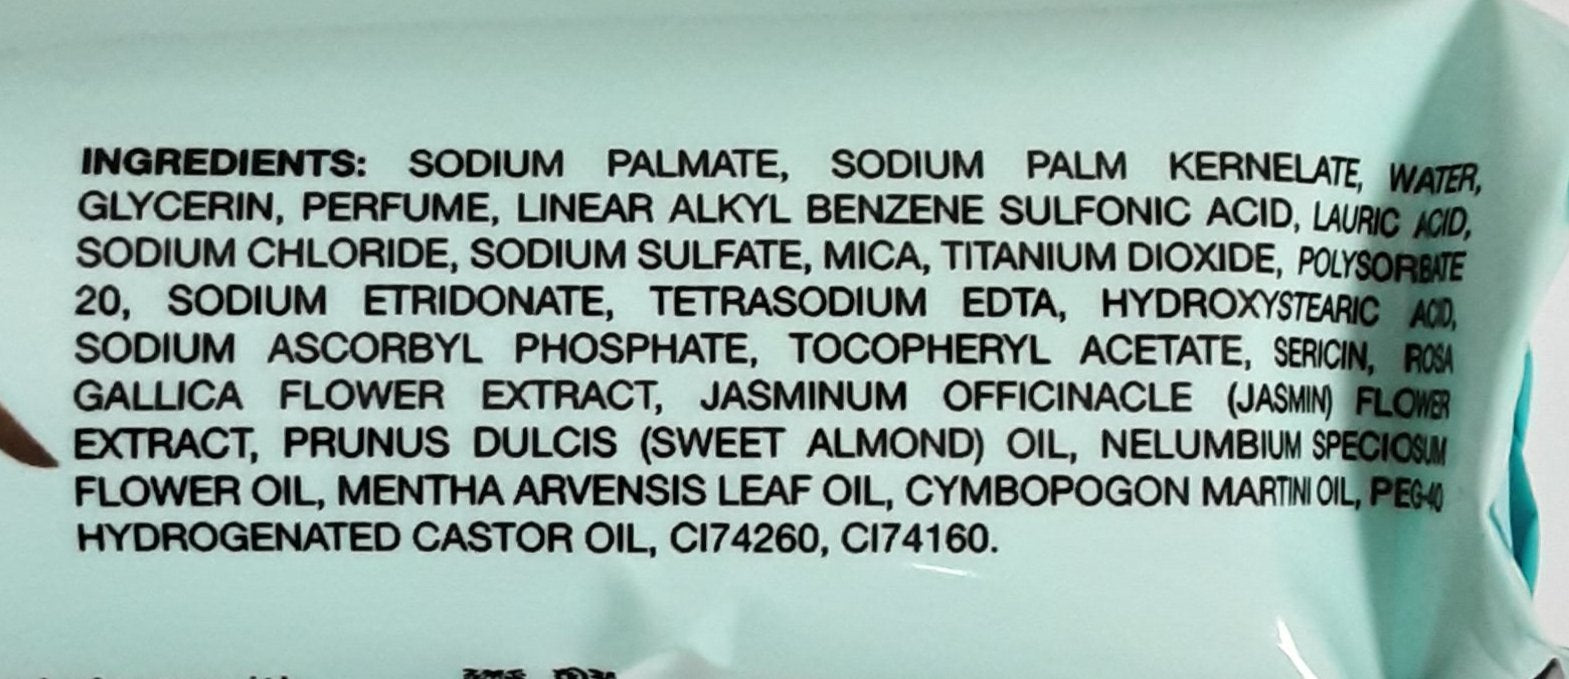 INGREDIENTS: SODIUM PALMATE, SODIUM PALM KERNELATE, WATER,
GLYCERIN, PERFUME, LINEAR ALKYL BENZENE SULFONIC ACID, LAURIC ACID,
SODIUM CHLORIDE, SODIUM SULFATE, MICA, TITANIUM DIOXIDE, POLYSORBATE
20, SODIUM ETRIDONATE, TETRASODIUM EDTA, HYDROXYSTEARIC ACID,
SODIUM ASCORBYL PHOSPHATE, TOCOPHERYL ACETATE, SERICIN, ROSA
GALLICA FLOWER EXTRACT, JASMINUM OFFICINACLE (JASMIN) FLOWER
EXTRACT, PRUNUS DULCIS (SWEET ALMOND) OIL, NELUMBIUM SPECIOSUM
FLOWER OIL, MENTHA ARVENSIS LEAF OIL, CYMBOPOGON MARTINI OIL, PEG-40
HYDROGENATED CASTOR OIL, CI74260, CI74160.